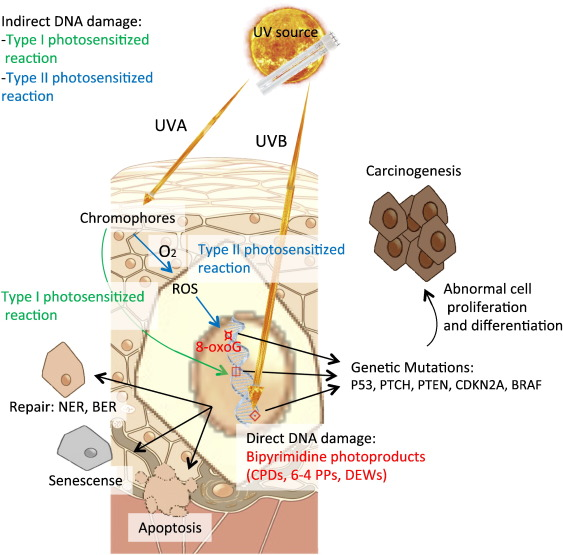 Indirect DNA damage:
-Type I photosensitized
reaction
-Type II photosensitized
reaction
UV source
UVA
UVB
Carcinogenesis
Chromophores
O2
Type II photosensitized
reaction
ROS
Abnormal cell
proliferation
and differentiation
Type I photosensitized
reaction
8-oxoG
Genetic Mutations:
P53, PTCH, PTEN, CDKN2A, BRAF
Repair: NER, BER
Direct DNA damage:
Bipyrimidine photoproducts
(CPDs, 6-4 PPs, DEWs)
Senescense
Apoptosis